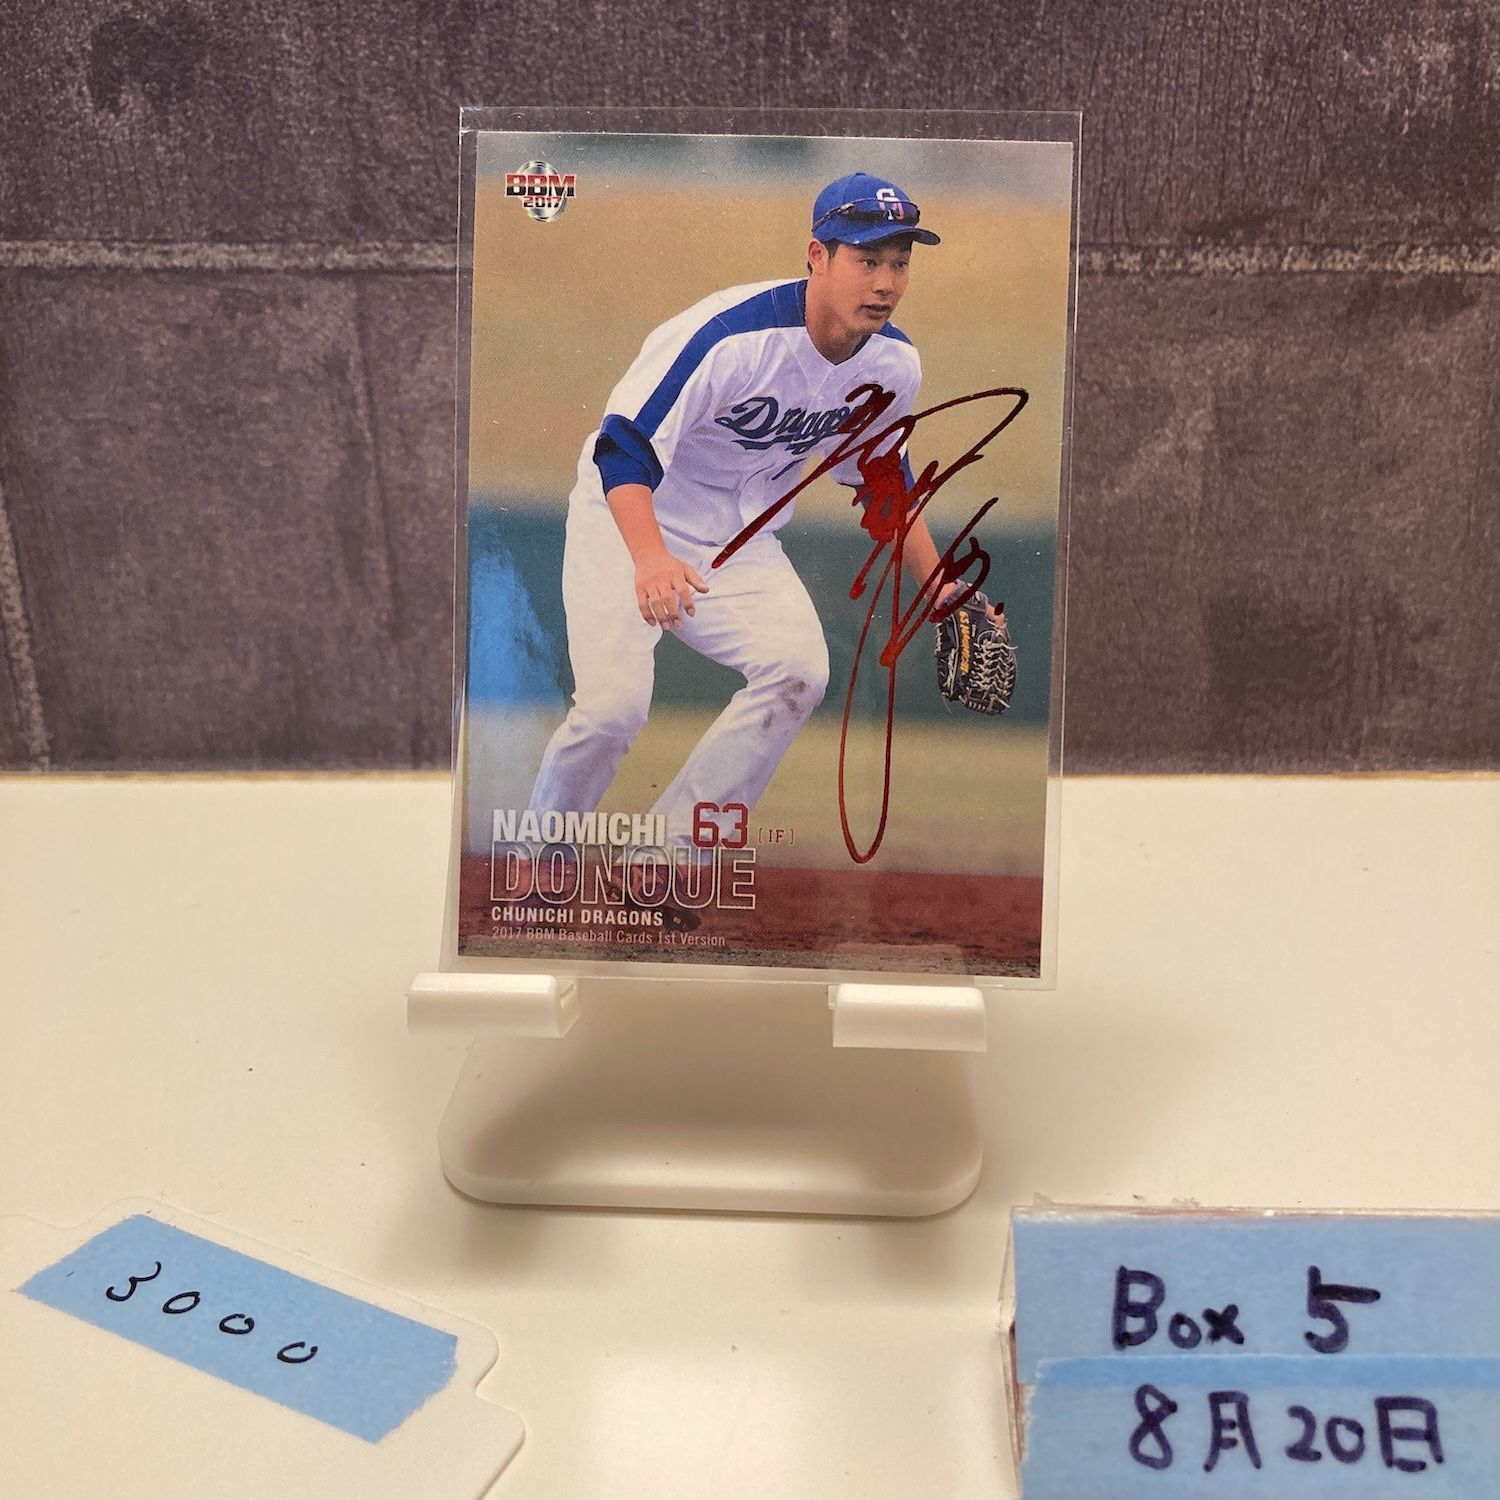 BBM
2017
Dragons
NAOMICHI 63 [IF]
DONOUE
CHUNICHI DRAGONS
2017 BBM Baseball Cards 1st Version
3000
Box 5
8月20日